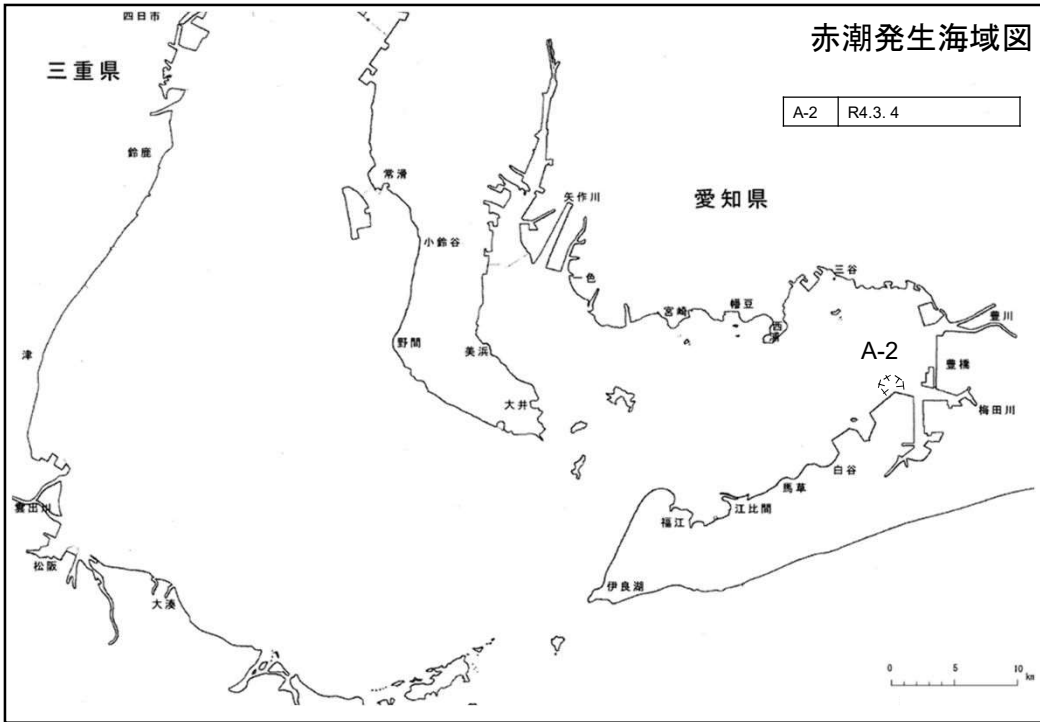 赤潮発生海域図
A-2 R4.3. 4
四日市
三重県
鈴鹿
常滑
矢作川
愛知県
小鈴谷
一色
三谷
宮崎
幡豆
西浦
豊川
津
野間
美浜
A-2
豊橋
大井
梅田川
白谷
馬草
雲出川
福江
江比間
松阪
伊良湖
大湊
0 5 10
km